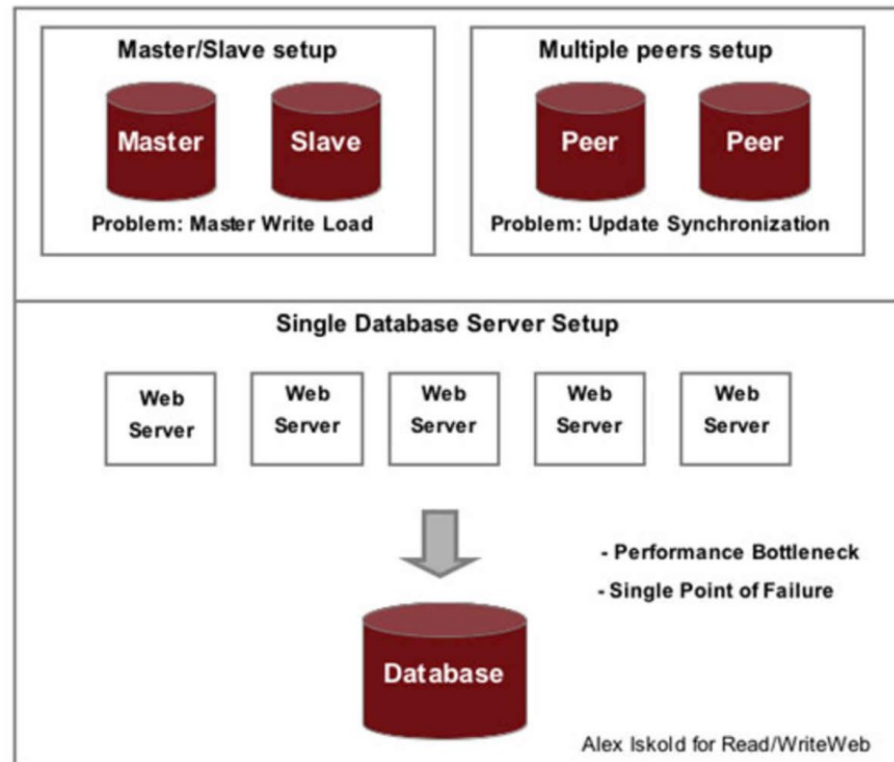 Master/Slave setup
Master
Slave
Problem: Master Write Load
Multiple peers setup
Peer
Peer
Problem: Update Synchronization
Single Database Server Setup
Web
Server
Web
Server
Web
Server
Web
Server
Web
Server
- Performance Bottleneck
- Single Point of Failure
Database
Alex Iskold for Read/WriteWeb